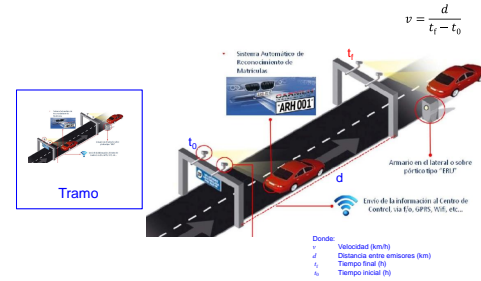 v = d / (t_f − t_0)
• Sistema Automático de
Reconocimiento de
Matrículas.
t_f
CARSIMUS
ARH 001
t_0
d
Armario en el lateral o sobre
pórtico tipo "ERU"
Envío de la información al Centro de
Control, vía f/o, GPRS, Wifi, etc...
Tramo
Donde:
v Velocidad (km/h)
d Distancia entre emisores (km)
t_f Tiempo final (h)
t_0 Tiempo inicial (h)